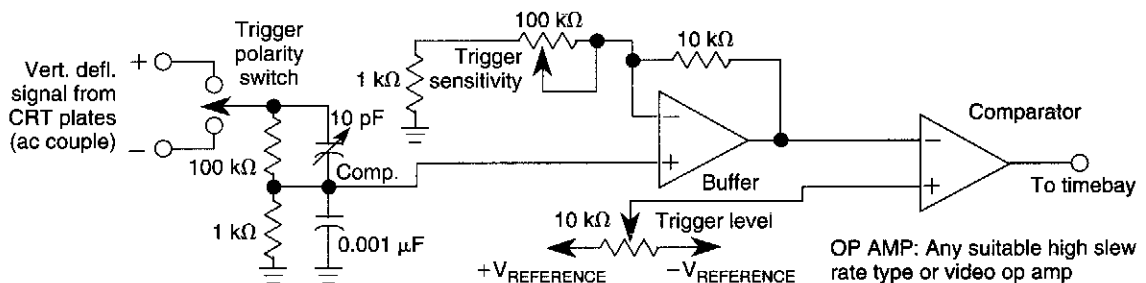 Trigger
polarity
switch
+
Vert. defl.
signal from
CRT plates
(ac couple)
−
100 kΩ
10 pF
Comp.
1 kΩ
0.001 μF
1 kΩ
100 kΩ
Trigger
sensitivity
10 kΩ
−
+
Buffer
10 kΩ
Trigger level
+VREFERENCE
−VREFERENCE
Comparator
−
+
To timebay
OP AMP: Any suitable high slew
rate type or video op amp